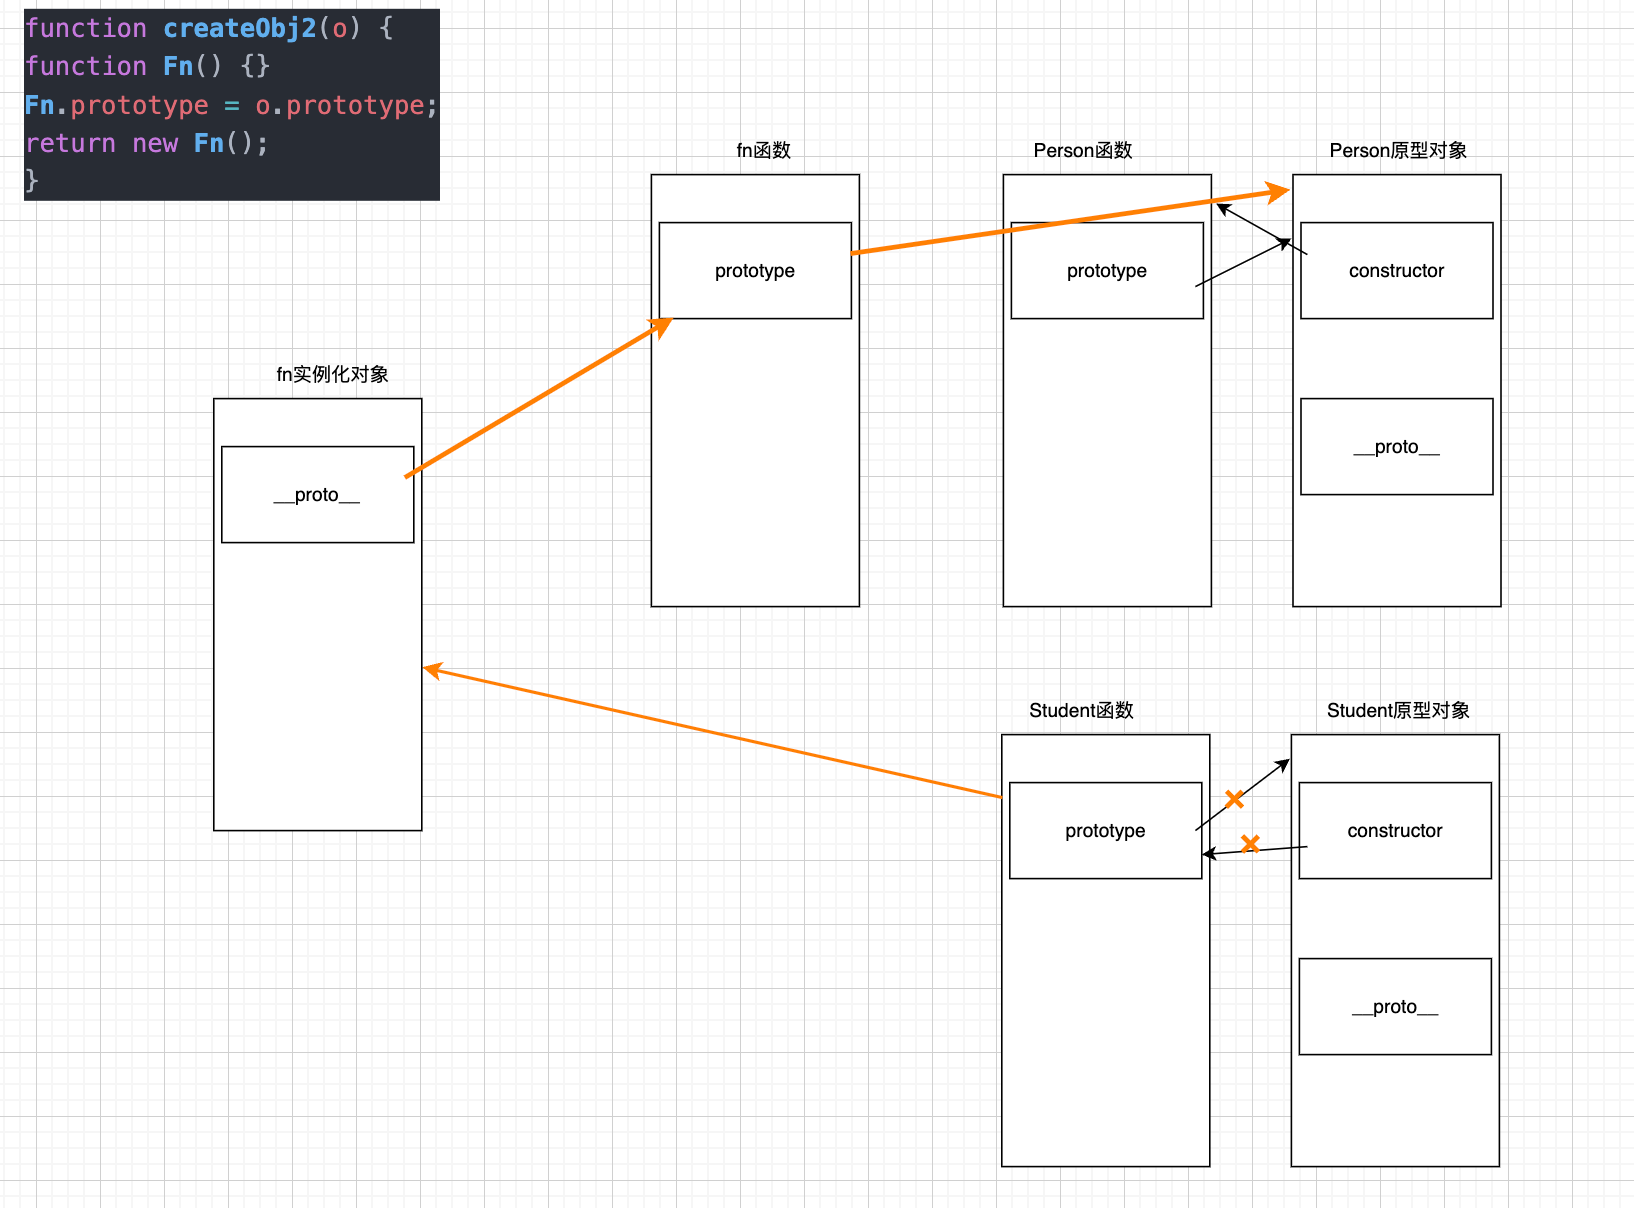 function createObj2(o) {
function Fn() {}
Fn.prototype = o.prototype;
return new Fn();
}
fn函数
Person函数
Person原型对象
prototype
prototype
constructor
fn实例化对象
__proto__
__proto__
Student函数
Student原型对象
prototype
constructor
__proto__